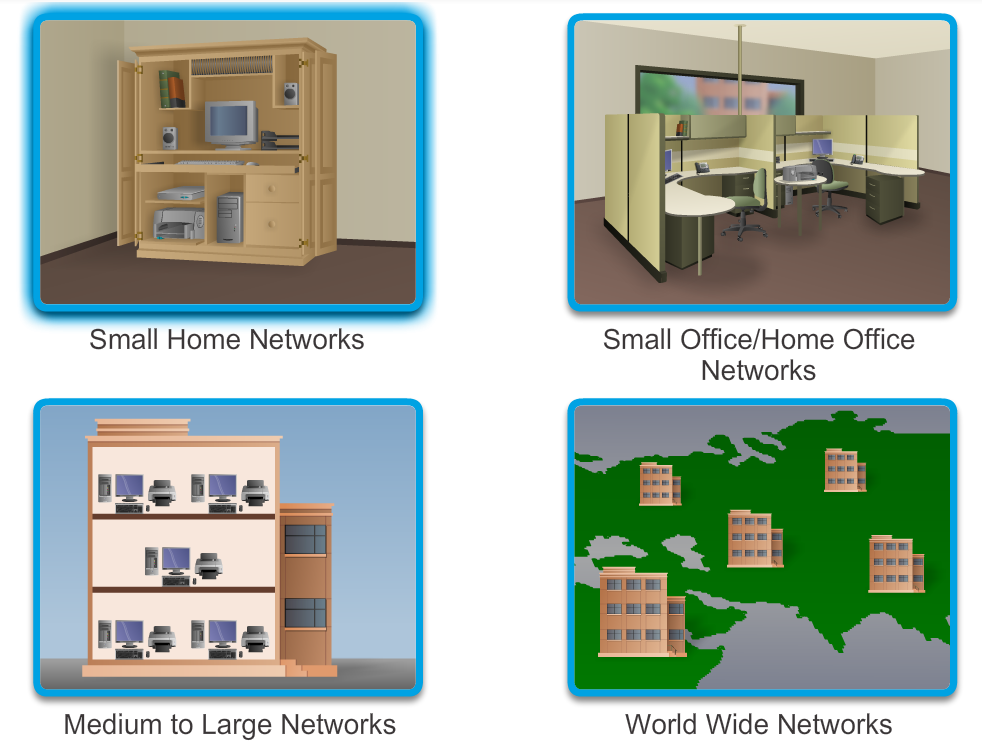 Small Home Networks
Small Office/Home Office
Networks
Medium to Large Networks
World Wide Networks